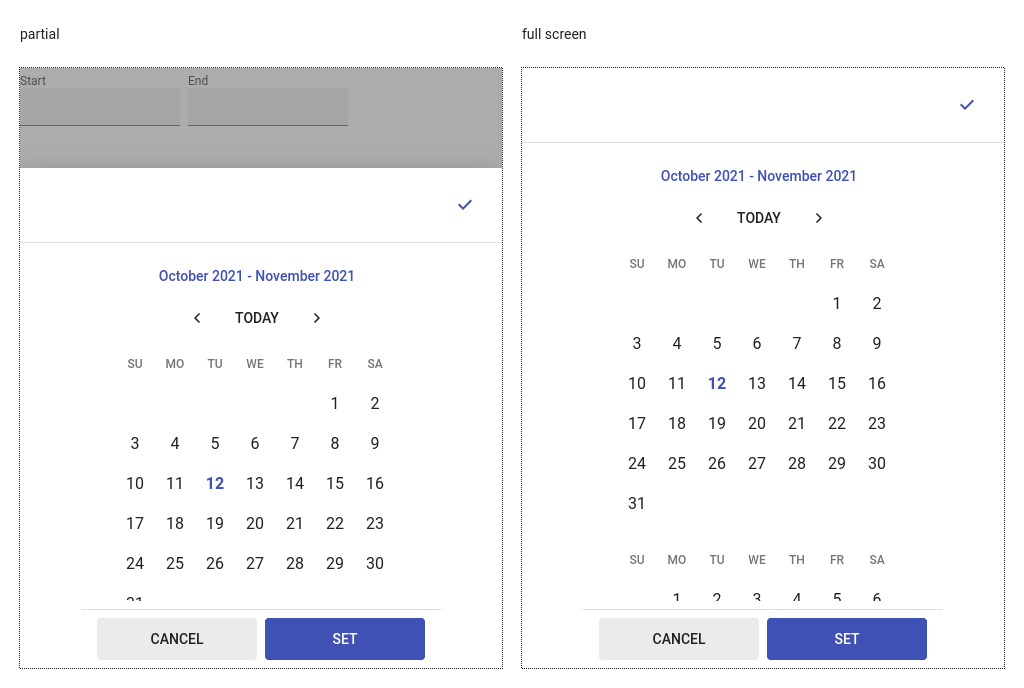 partial
Start End
October 2021 - November 2021
TODAY
SU MO TU WE TH FR SA
1 2
3 4 5 6 7 8 9
10 11 12 13 14 15 16
17 18 19 20 21 22 23
24 25 26 27 28 29 30
31
CANCEL SET
full screen
October 2021 - November 2021
TODAY
SU MO TU WE TH FR SA
1 2
3 4 5 6 7 8 9
10 11 12 13 14 15 16
17 18 19 20 21 22 23
24 25 26 27 28 29 30
31
SU MO TU WE TH FR SA
1 2 3 4 5 6
CANCEL SET